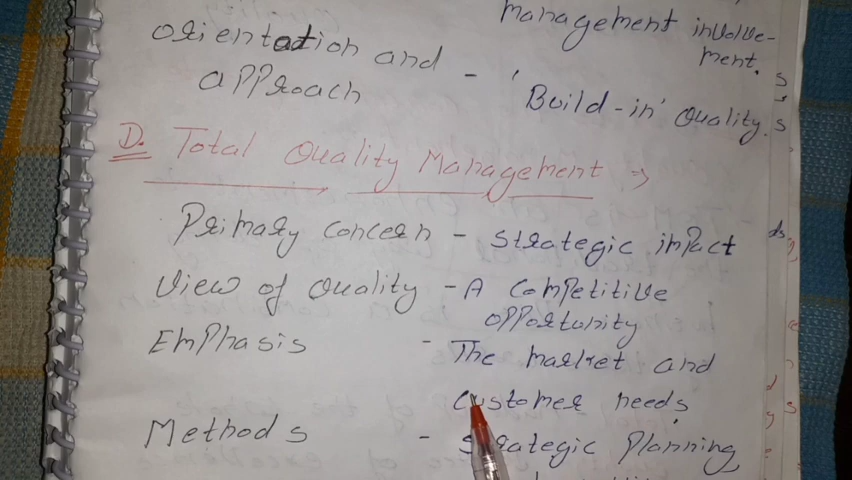 management involve-
ment.
orientation and
approach - 'Build-in' Quality.
D. Total Quality Management →
Primary concern - Strategic impact
View of Quality - A competitive
opportunity
Emphasis - The market and
customer needs
Methods - Strategic Planning,